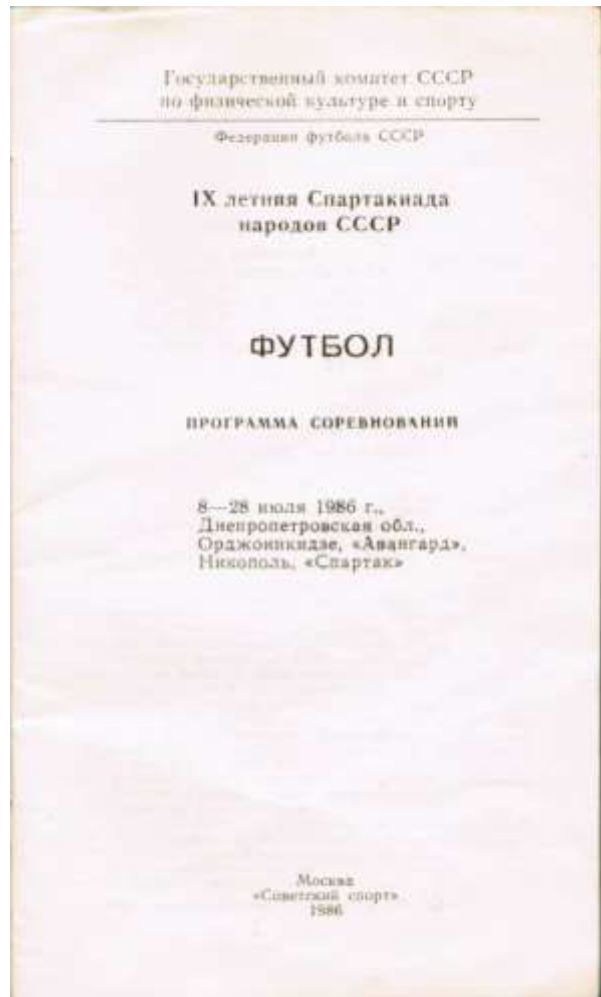 Государственный комитет СССР
по физической культуре и спорту
Федерация футбола СССР
IX летняя Спартакиада
народов СССР
ФУТБОЛ
ПРОГРАММА СОРЕВНОВАНИЙ
8—28 июля 1986 г.,
Днепропетровская обл.,
Орджоникидзе, «Авангард»,
Никополь, «Спартак»
Москва
«Советский спорт»
1986